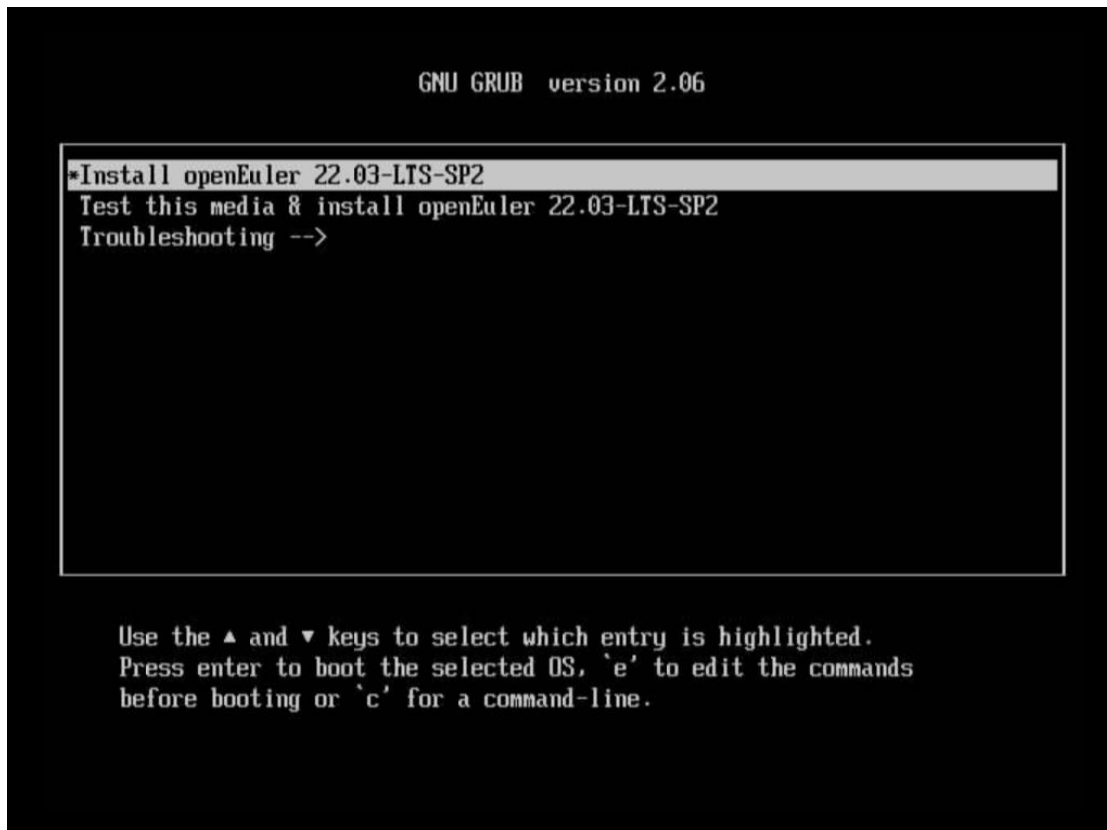 GNU GRUB  version 2.06
*Install openEuler 22.03-LTS-SP2
Test this media & install openEuler 22.03-LTS-SP2
Troubleshooting -->
Use the ▲ and ▼ keys to select which entry is highlighted.
Press enter to boot the selected OS, `e' to edit the commands
before booting or `c' for a command-line.